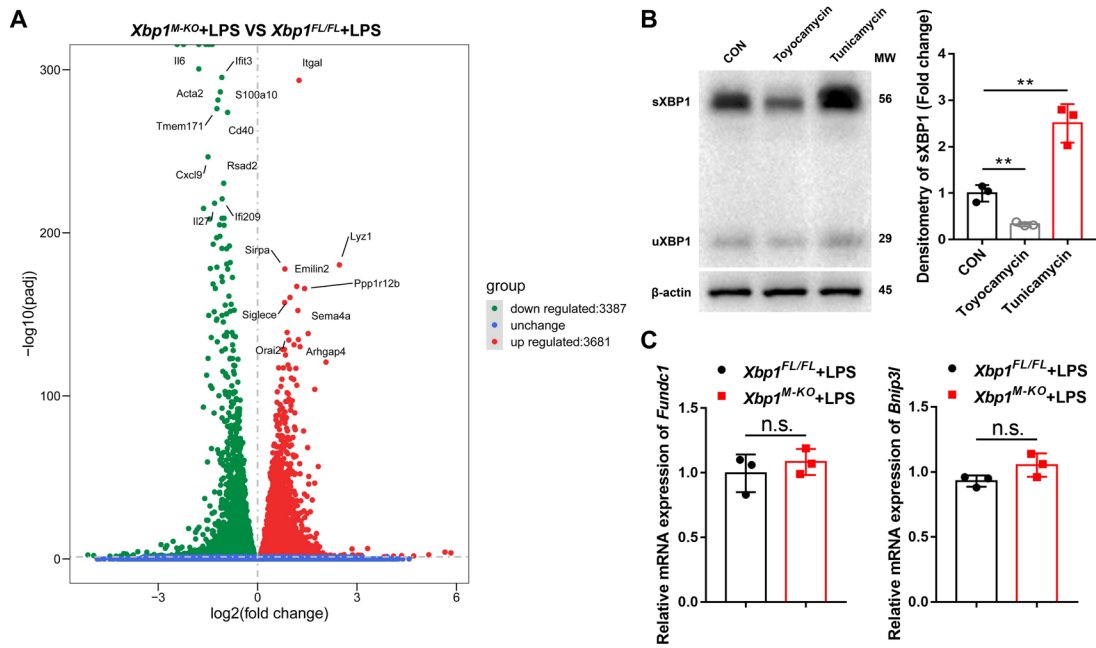 A
Xbp1M-KO+LPS VS Xbp1FL/FL+LPS
300
200
100
0
−log10(padj)
−3
0
3
6
log2(fold change)
Il6
Ifit3
Itgal
Acta2
S100a10
Tmem171
Cd40
Cxcl9
Rsad2
Il27
Ifi209
Lyz1
Sirpa
Emilin2
Ppp1r12b
Siglece
Sema4a
Orai2
Arhgap4
group
down regulated:3387
unchange
up regulated:3681
B
CON
Toyocamycin
Tunicamycin
MW
sXBP1
56
uXBP1
29
β-actin
45
Densitometry of sXBP1 (Fold change)
5
4
3
2
1
0
**
**
CON
Toyocamycin
Tunicamycin
C
Xbp1FL/FL+LPS
Xbp1M-KO+LPS
Relative mRNA expression of Fundc1
1.5
1.0
0.5
0.0
n.s.
Xbp1FL/FL+LPS
Xbp1M-KO+LPS
Relative mRNA expression of Bnip3l
1.5
1.0
0.5
0.0
n.s.